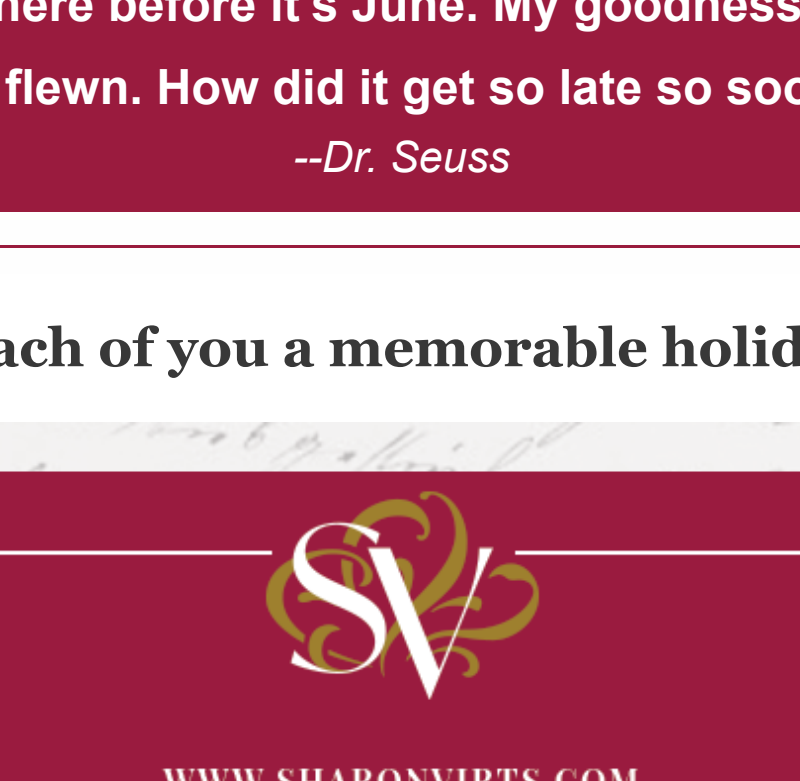 here before it's June. My goodness
flewn. How did it get so late so soo
--Dr. Seuss
ach of you a memorable holid
SV
WWW.SHARONVIRTS.COM